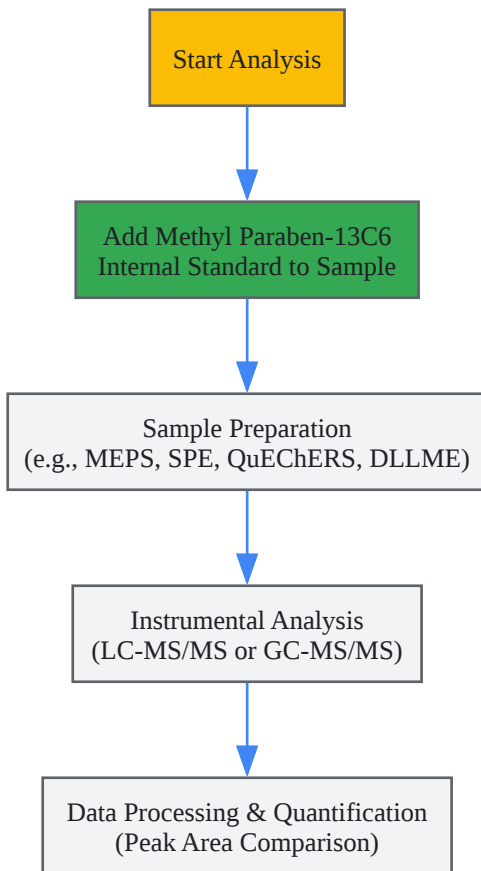 Start Analysis
Add Methyl Paraben-13C6
Internal Standard to Sample
Sample Preparation
(e.g., MEPS, SPE, QuEChERS, DLLME)
Instrumental Analysis
(LC-MS/MS or GC-MS/MS)
Data Processing & Quantification
(Peak Area Comparison)